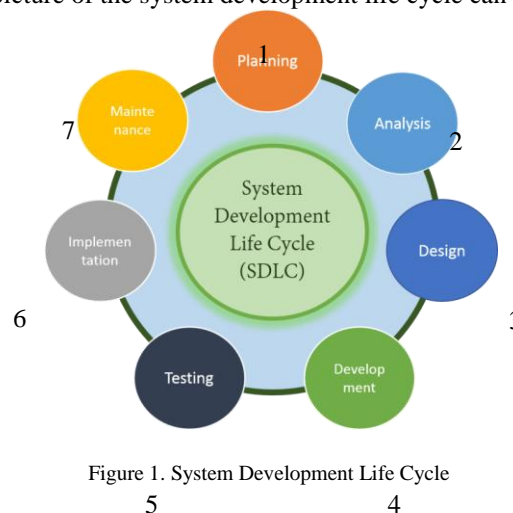 picture of the system development life cycle can
1
Planning
Mainte
nance
7
Analysis
2
System
Development
Life Cycle
(SDLC)
Implemen
tation
Design
6
Testing
Develop
ment
Figure 1. System Development Life Cycle
5 4